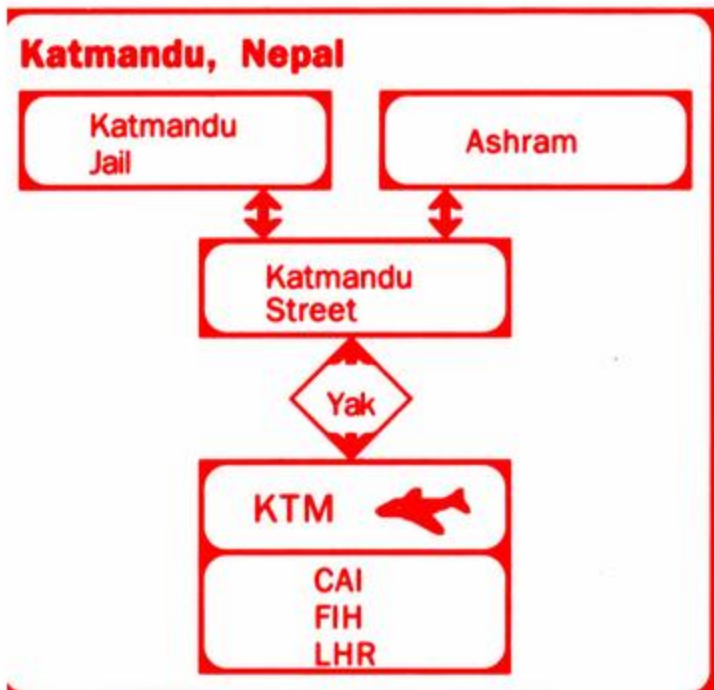 Katmandu, Nepal
Katmandu
Jail
Ashram
Katmandu
Street
Yak
KTM
CAI
FIH
LHR